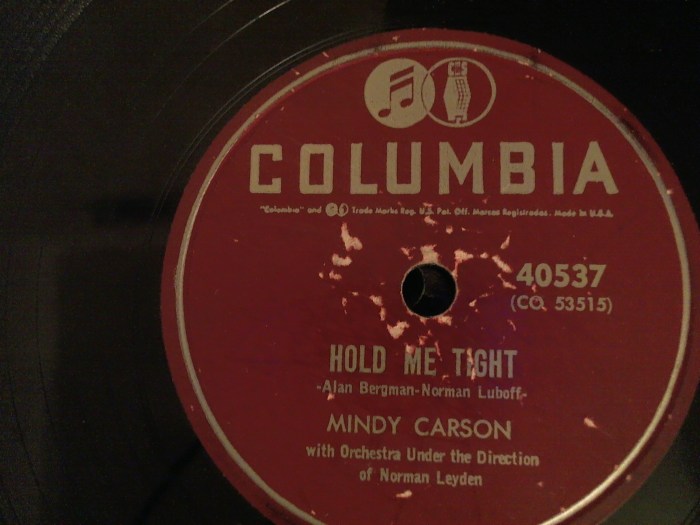 CBS
COLUMBIA
"Columbia" and Trade Marks Reg. U.S. Pat. Off. Marcas Registradas. Made in U.S.A.
40537
(CO 53515)
HOLD ME TIGHT
-Alan Bergman-Norman Luboff-
MINDY CARSON
with Orchestra Under the Direction
of Norman Leyden